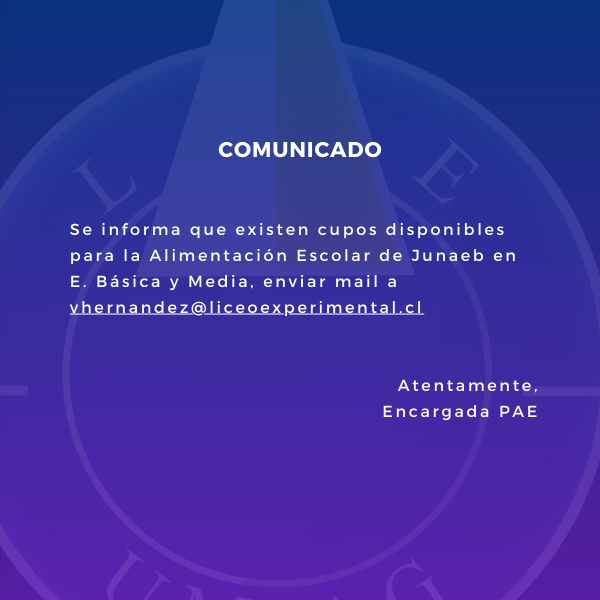 COMUNICADO
Se informa que existen cupos disponibles
para la Alimentación Escolar de Junaeb en
E. Básica y Media, enviar mail a
vhernandez@liceoexperimental.cl
Atentamente,
Encargada PAE
L E